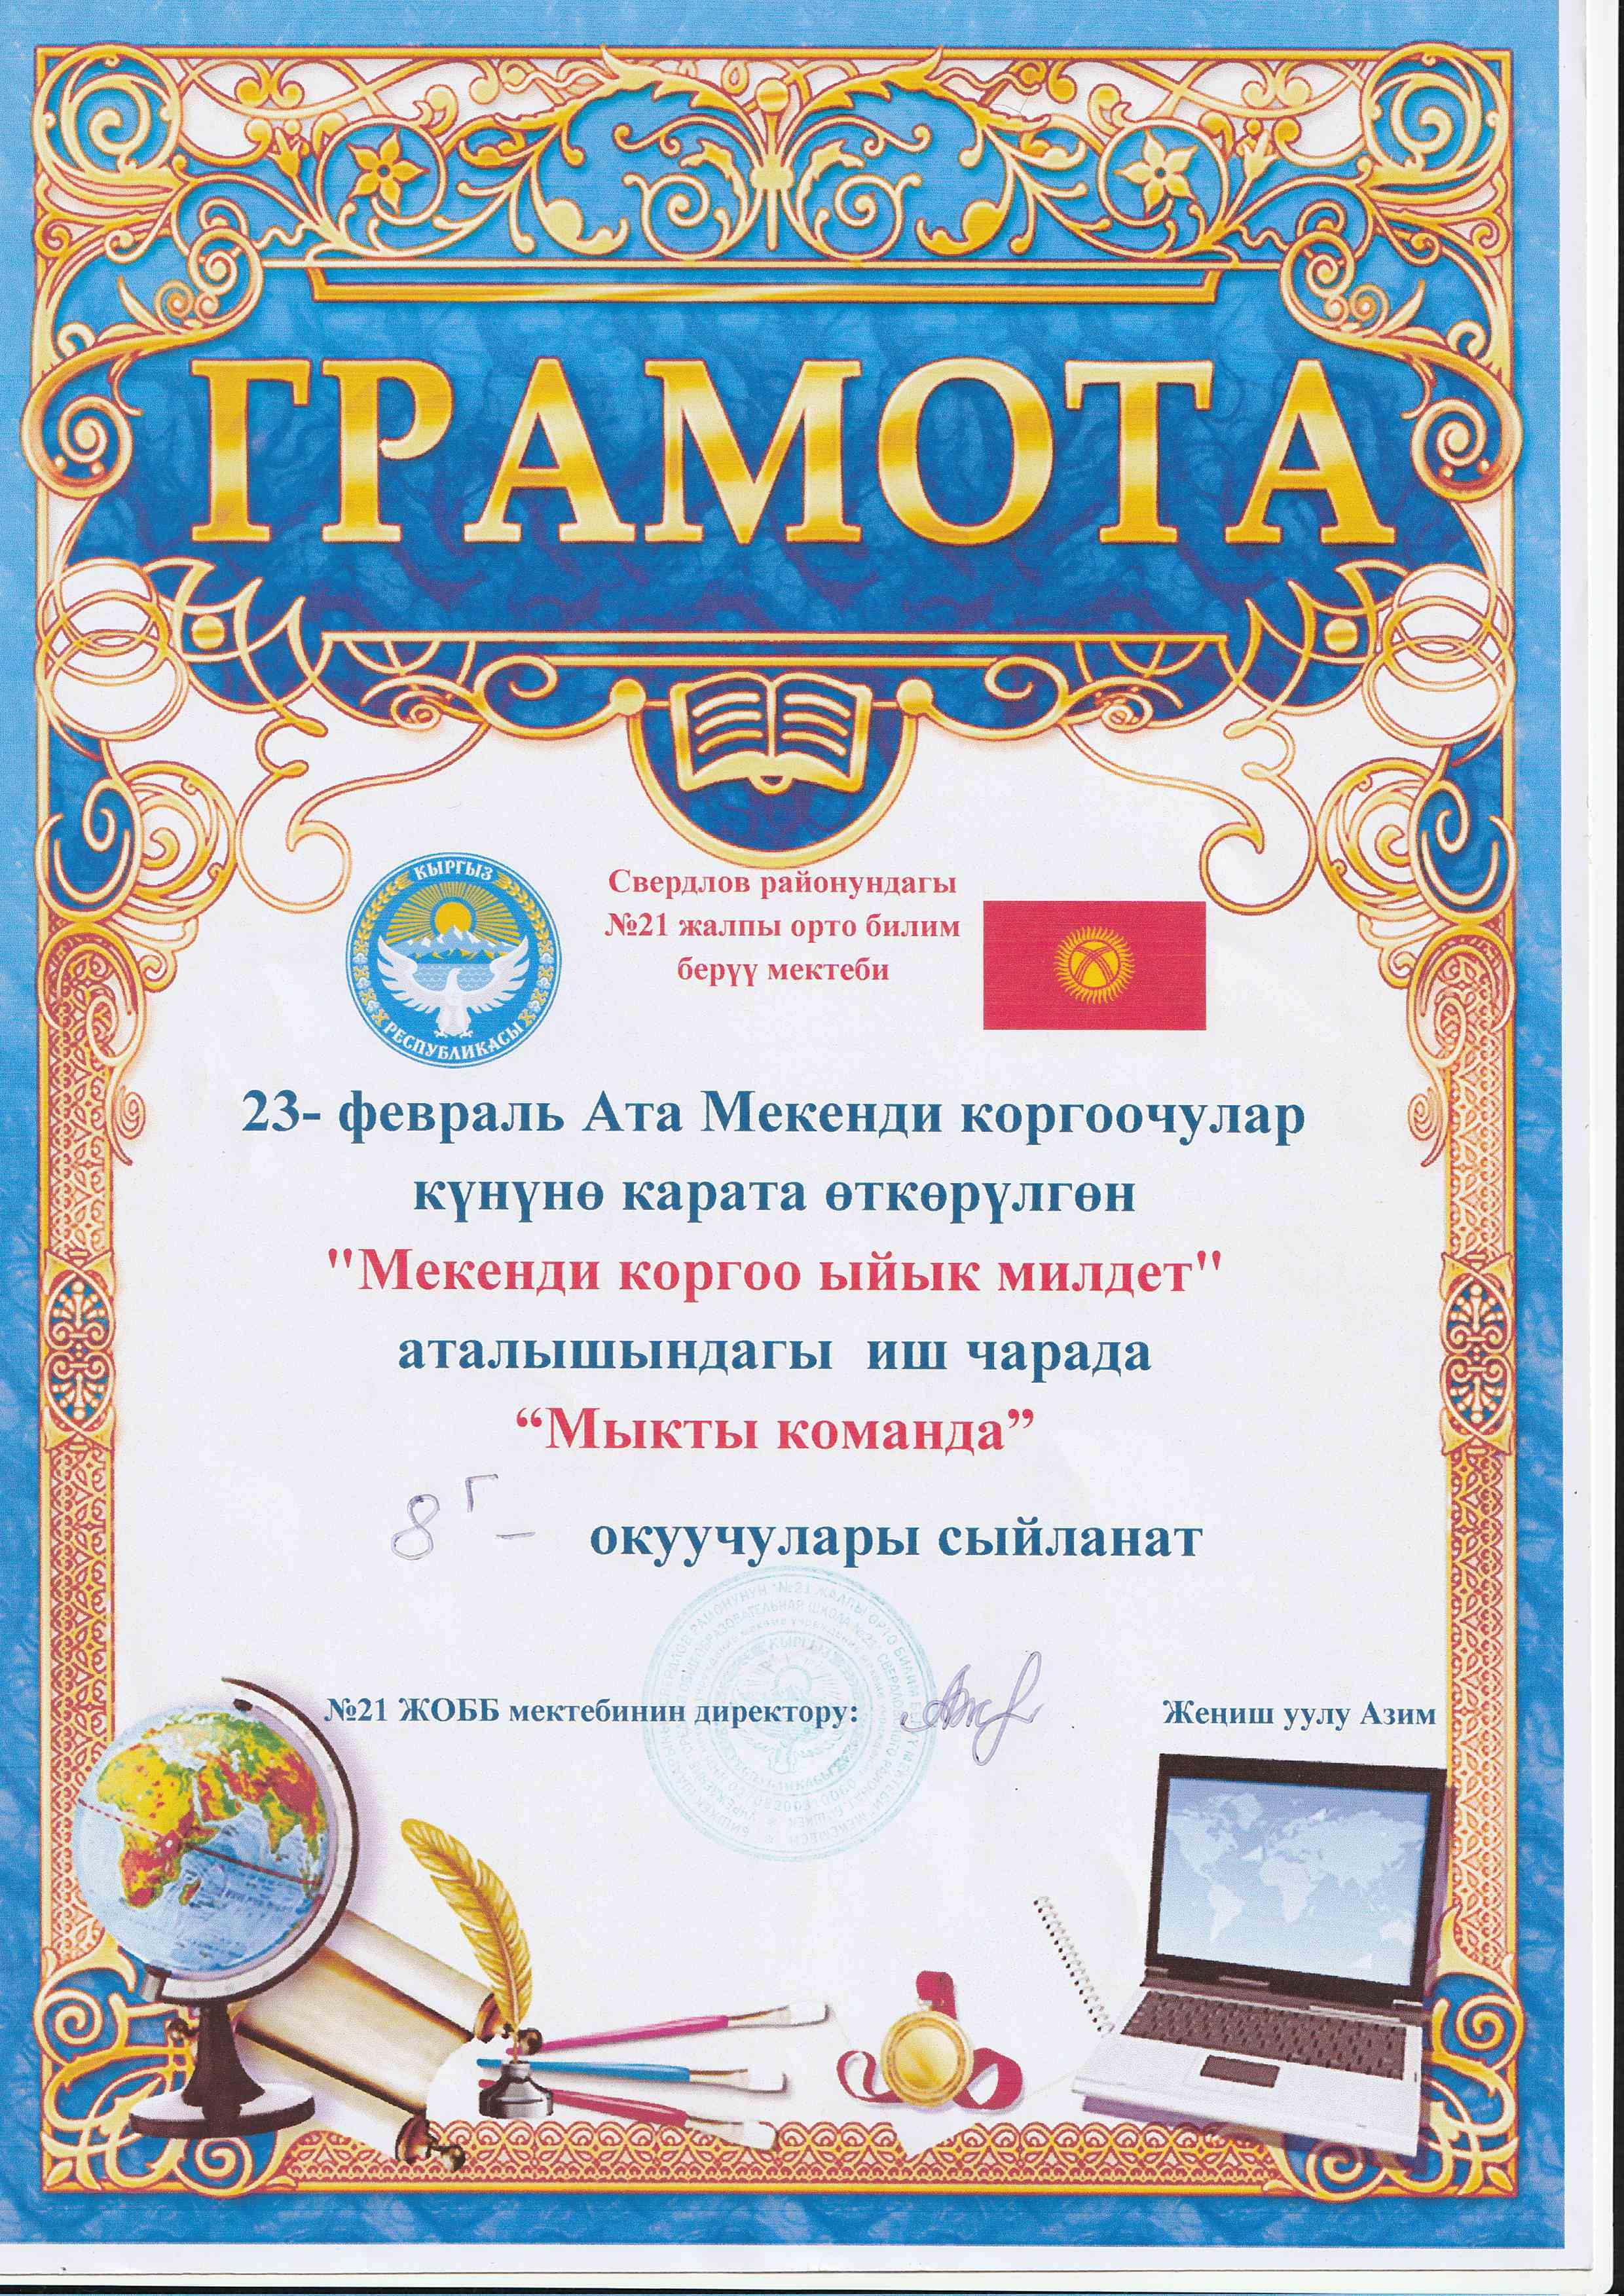 ГРАМОТА
КЫРГЫЗ
РЕСПУБЛИКАСЫ
Свердлов районундагы
№21 жалпы орто билим
берүү мектеби
23- февраль Ата Мекенди коргоочулар
күнүнө карата өткөрүлгөн
"Мекенди коргоо ыйык милдет"
аталышындагы иш чарада
“Мыкты команда”
8 г - окуучулары сыйланат
№21 ЖОББ мектебинин директору: Жеңиш уулу Азим